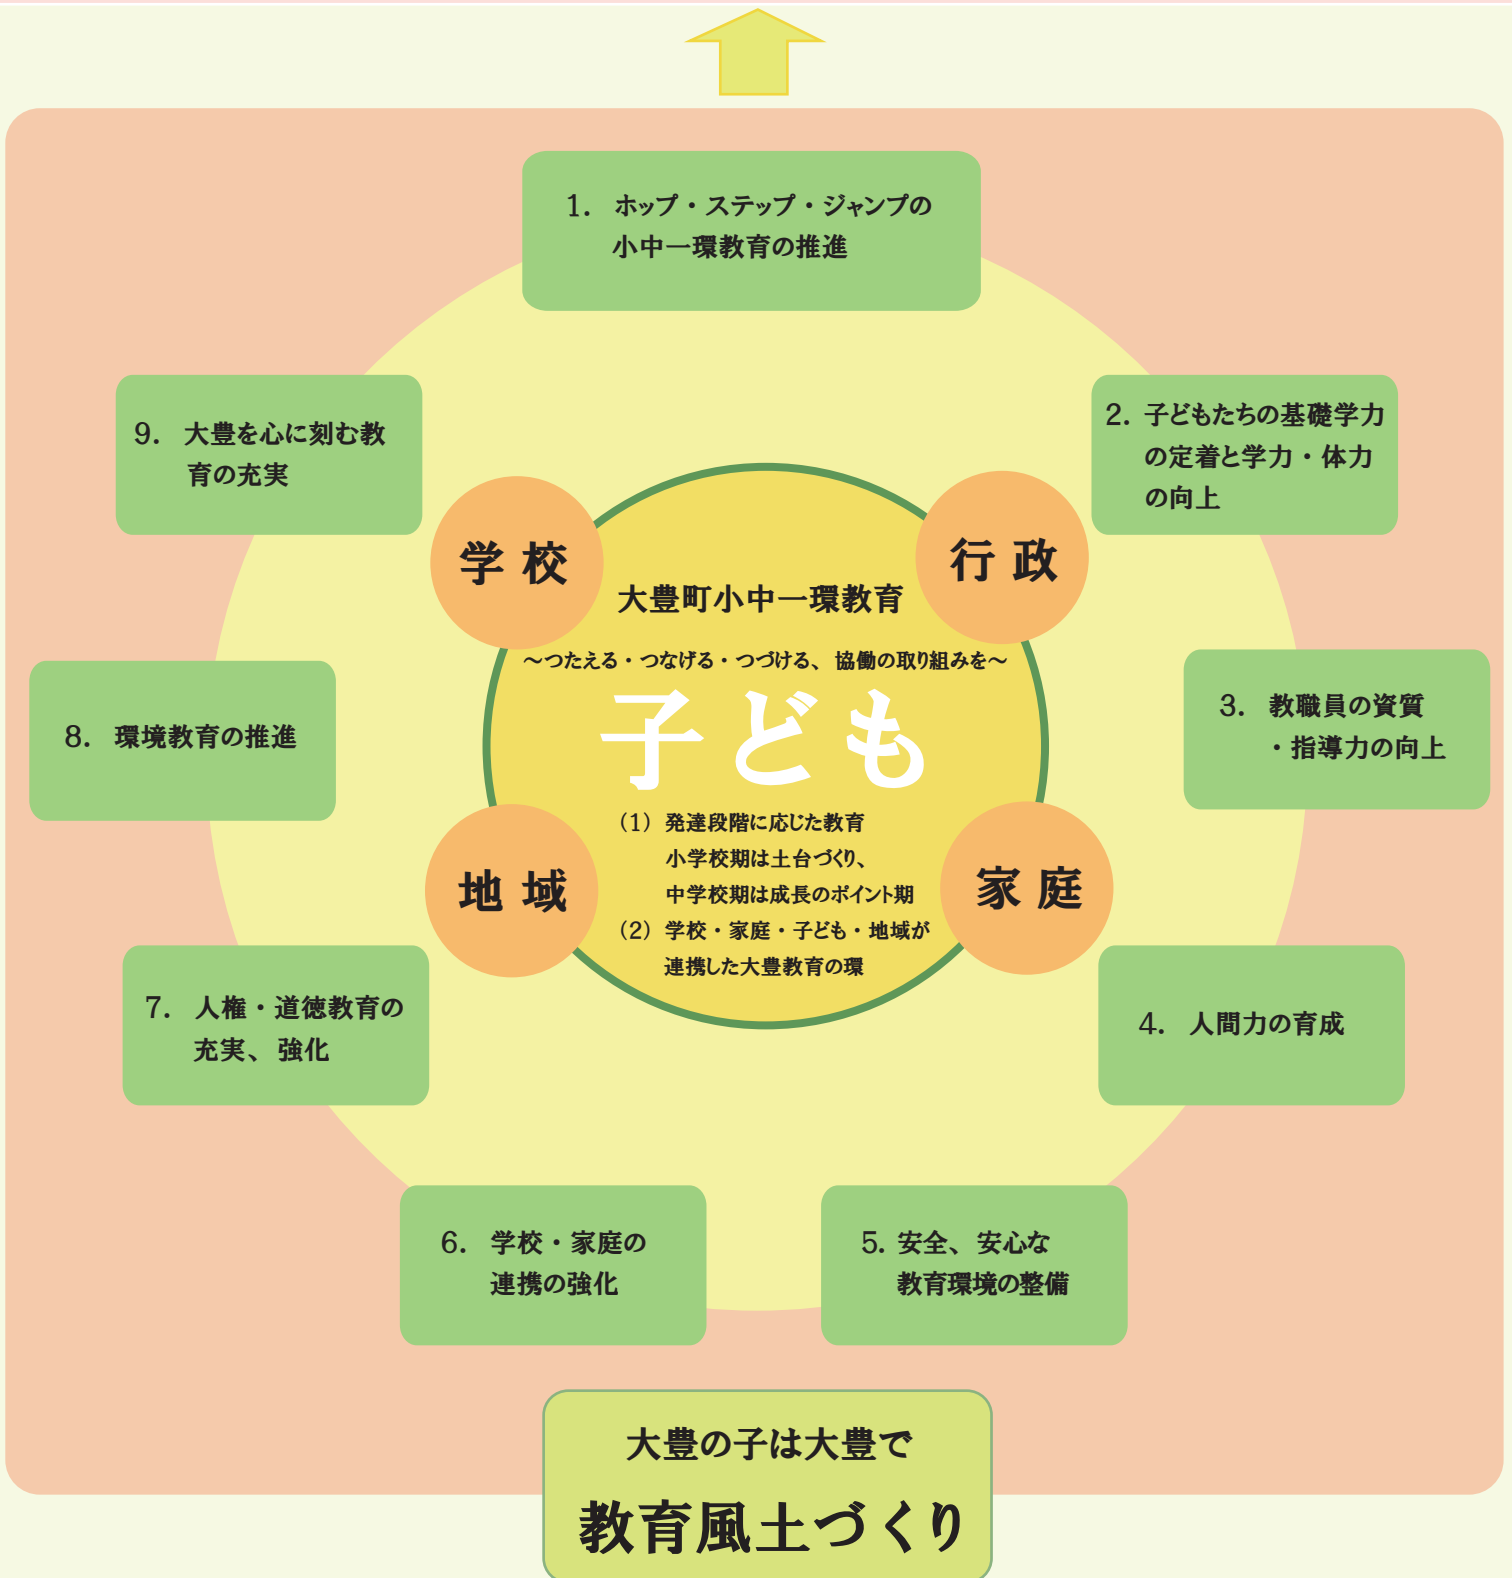 1. ホップ・ステップ・ジャンプの
小中一環教育の推進
9. 大豊を心に刻む教
育の充実
2. 子どもたちの基礎学力
の定着と学力・体力
の向上
学校
行政
大豊町小中一環教育
～つたえる・つなげる・つづける、協働の取り組みを～
子ども
8. 環境教育の推進
3. 教職員の資質
・指導力の向上
(1) 発達段階に応じた教育
小学校期は土台づくり、
中学校期は成長のポイント期
(2) 学校・家庭・子ども・地域が
連携した大豊教育の環
地域
家庭
7. 人権・道徳教育の
充実、強化
4. 人間力の育成
6. 学校・家庭の
連携の強化
5. 安全、安心な
教育環境の整備
大豊の子は大豊で
教育風土づくり